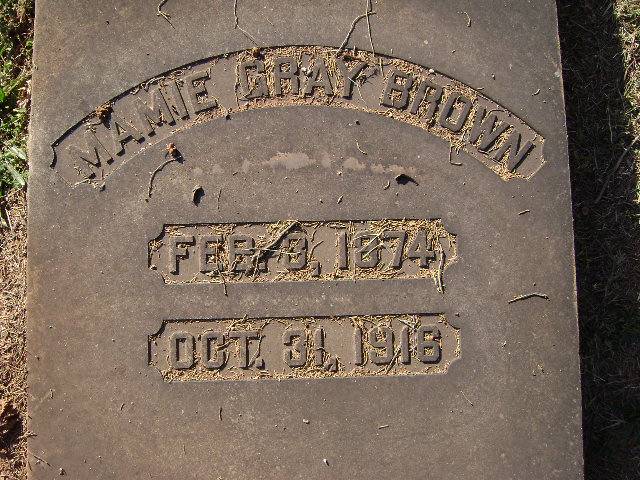 MAMIE GRAY BROWN
FEB. 3, 1874
OCT. 31, 1916